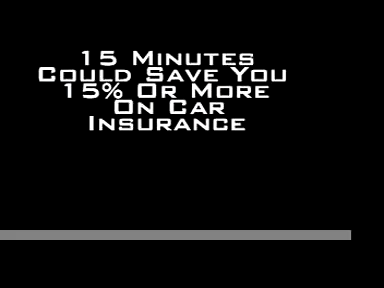 15 Minutes
Could Save You
15% Or More
On Car
Insurance